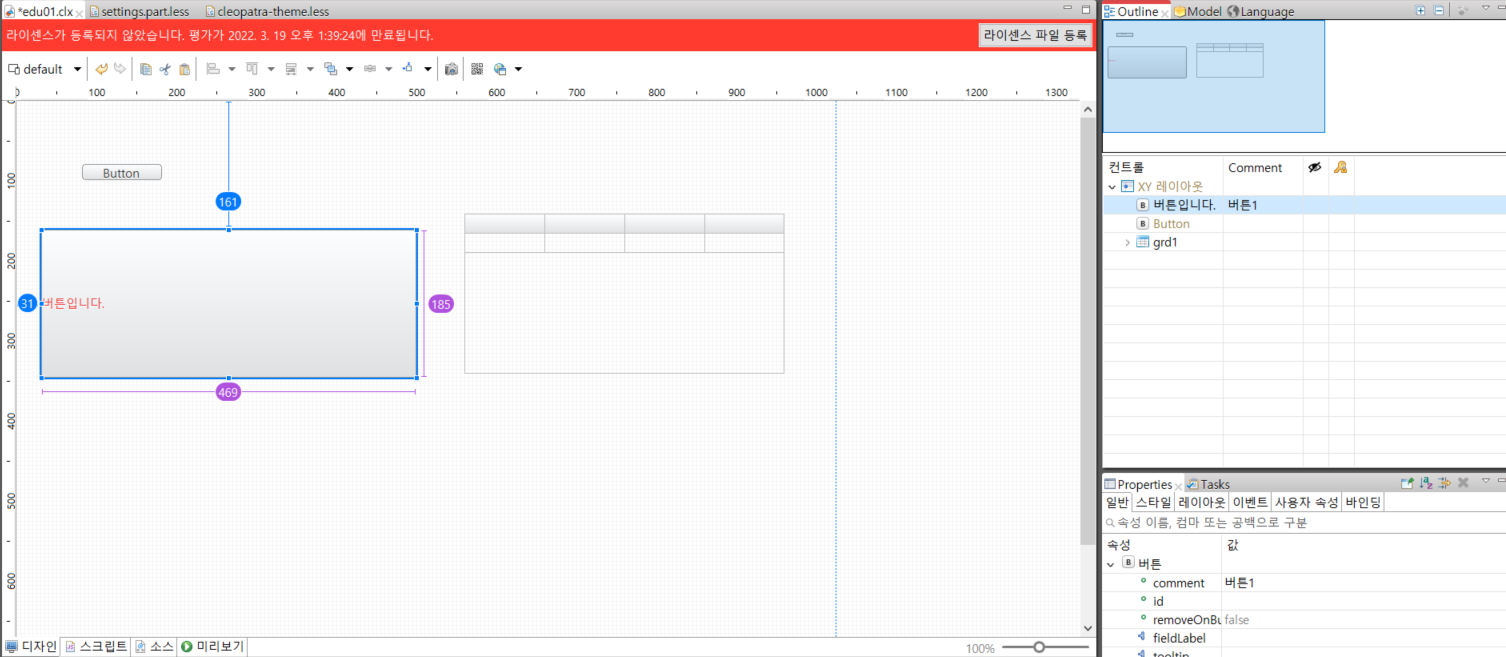 *edu01.clx settings.part.less cleopatra-theme.less
라이센스가 등록되지 않았습니다. 평가가 2022. 3. 19 오후 1:39:24에 만료됩니다. 라이센스 파일 등록
default
0 100 200 300 400 500 600 700 800 900 1000 1100 1200 1300
0
100
200
300
400
500
600
Button
161
31
버튼입니다.
185
469
디자인 스크립트 소스 미리보기
100%
Outline Model Language
컨트롤 Comment
XY 레이아웃
버튼입니다. 버튼1
Button
grd1
Properties Tasks
일반 스타일 레이아웃 이벤트 사용자 속성 바인딩
속성 이름, 컴마 또는 공백으로 구분
속성 값
버튼
comment 버튼1
id
removeOnBu false
fieldLabel
tooltip